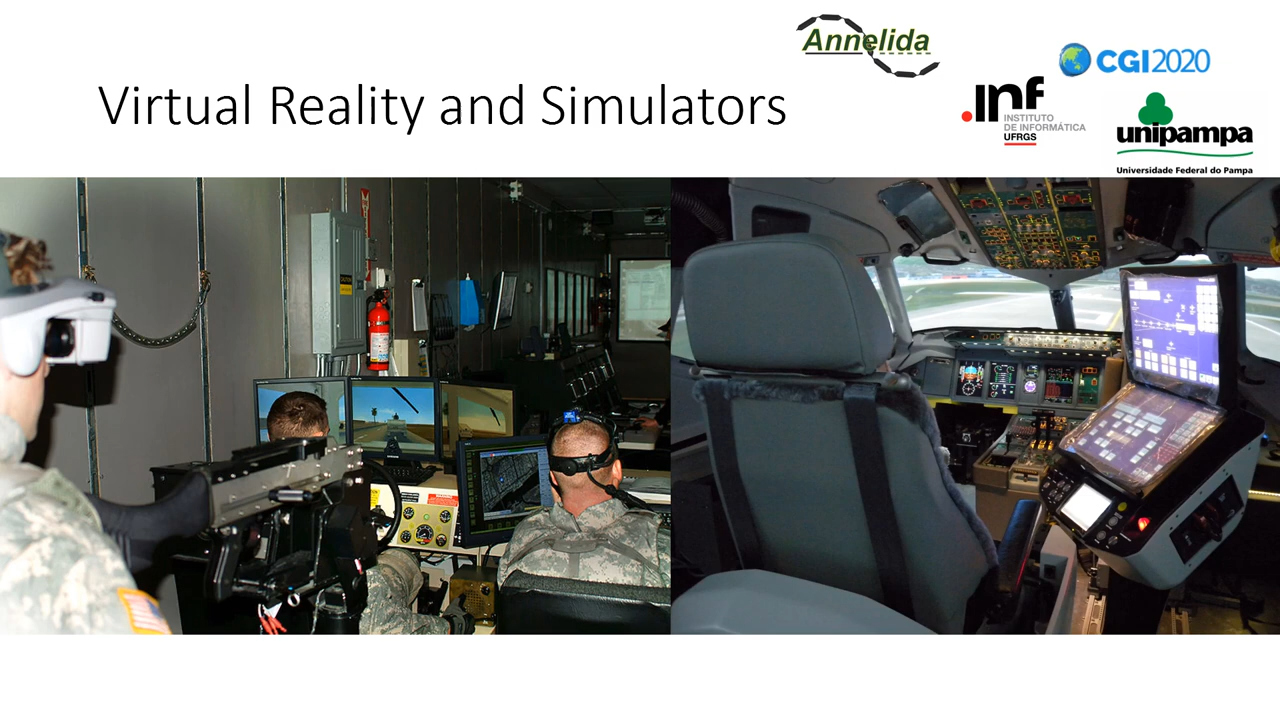 Annelida
CGI2020
Virtual Reality and Simulators
.inf
INSTITUTO
DE INFORMÁTICA
UFRGS
unipampa
Universidade Federal do Pampa